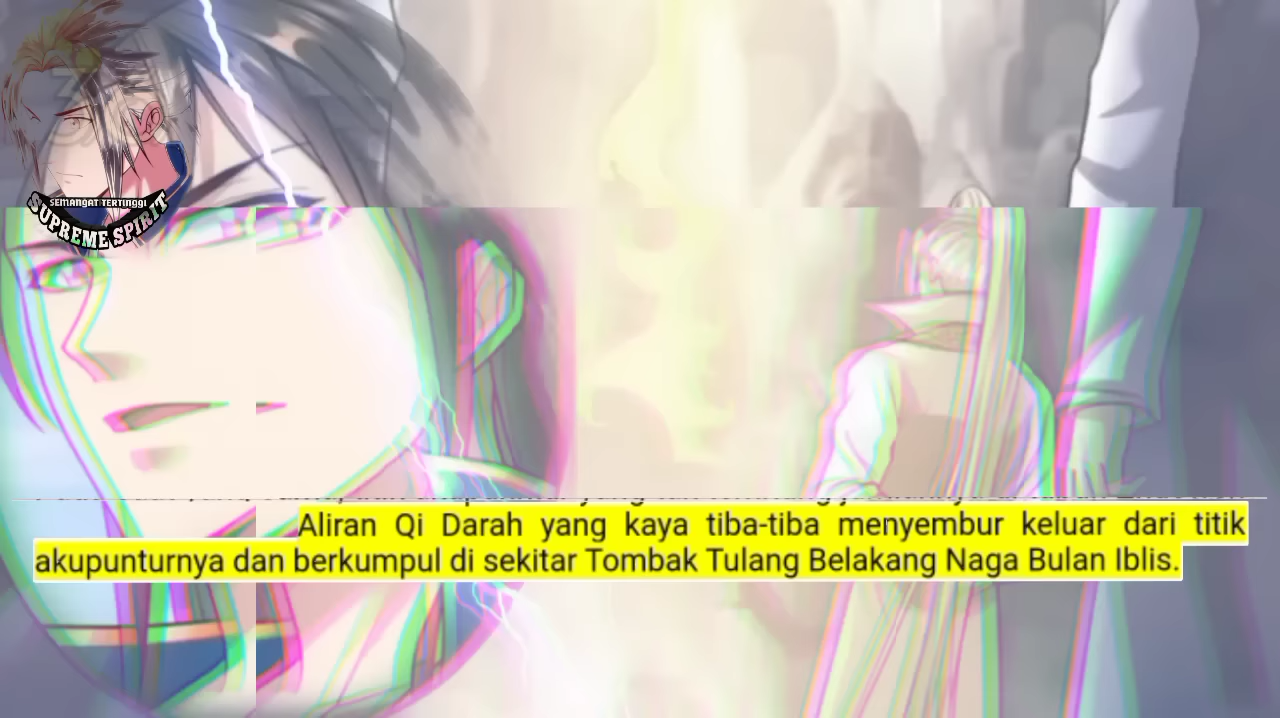 SEMANGAT TERTINGGI
SUPREME SPIRIT
Aliran Qi Darah yang kaya tiba-tiba menyembur keluar dari titik
akupunturnya dan berkumpul di sekitar Tombak Tulang Belakang Naga Bulan Iblis.